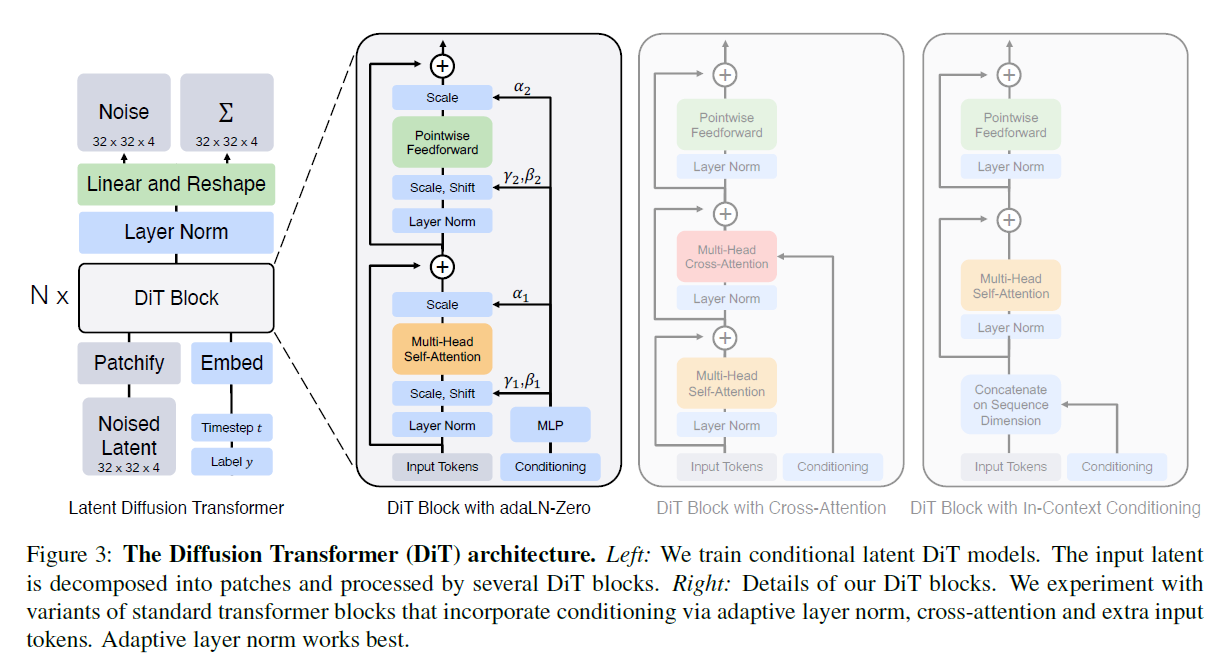 Noise
32 x 32 x 4
Σ
32 x 32 x 4
Linear and Reshape
Layer Norm
N x
DiT Block
Patchify
Embed
Noised
Latent
32 x 32 x 4
Timestep t
Label y
Latent Diffusion Transformer
+
Scale
α₂
Pointwise
Feedforward
Scale, Shift
γ₂,β₂
Layer Norm
+
Scale
α₁
Multi-Head
Self-Attention
Scale, Shift
γ₁,β₁
Layer Norm
MLP
Input Tokens
Conditioning
DiT Block with adaLN-Zero
+
Pointwise
Feedforward
Layer Norm
+
Multi-Head
Cross-Attention
Layer Norm
+
Multi-Head
Self-Attention
Layer Norm
Input Tokens
Conditioning
DiT Block with Cross-Attention
+
Pointwise
Feedforward
Layer Norm
+
Multi-Head
Self-Attention
Layer Norm
Concatenate
on Sequence
Dimension
Input Tokens
Conditioning
DiT Block with In-Context Conditioning
Figure 3: The Diffusion Transformer (DiT) architecture. Left: We train conditional latent DiT models. The input latent
is decomposed into patches and processed by several DiT blocks. Right: Details of our DiT blocks. We experiment with
variants of standard transformer blocks that incorporate conditioning via adaptive layer norm, cross-attention and extra input
tokens. Adaptive layer norm works best.